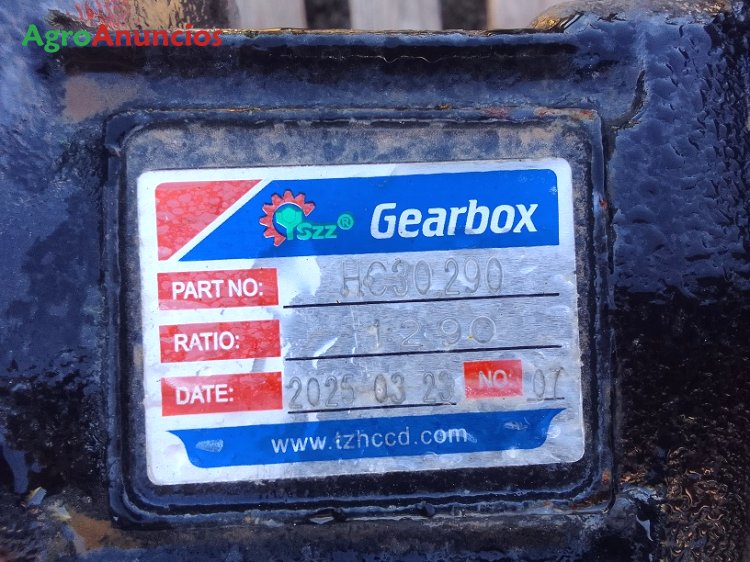 AgroAnuncios
YSZZ® Gearbox
PART NO: HC30.290
RATIO: 1 2.90
DATE: 2025 03 23 NO: 07
www.tzhccd.com